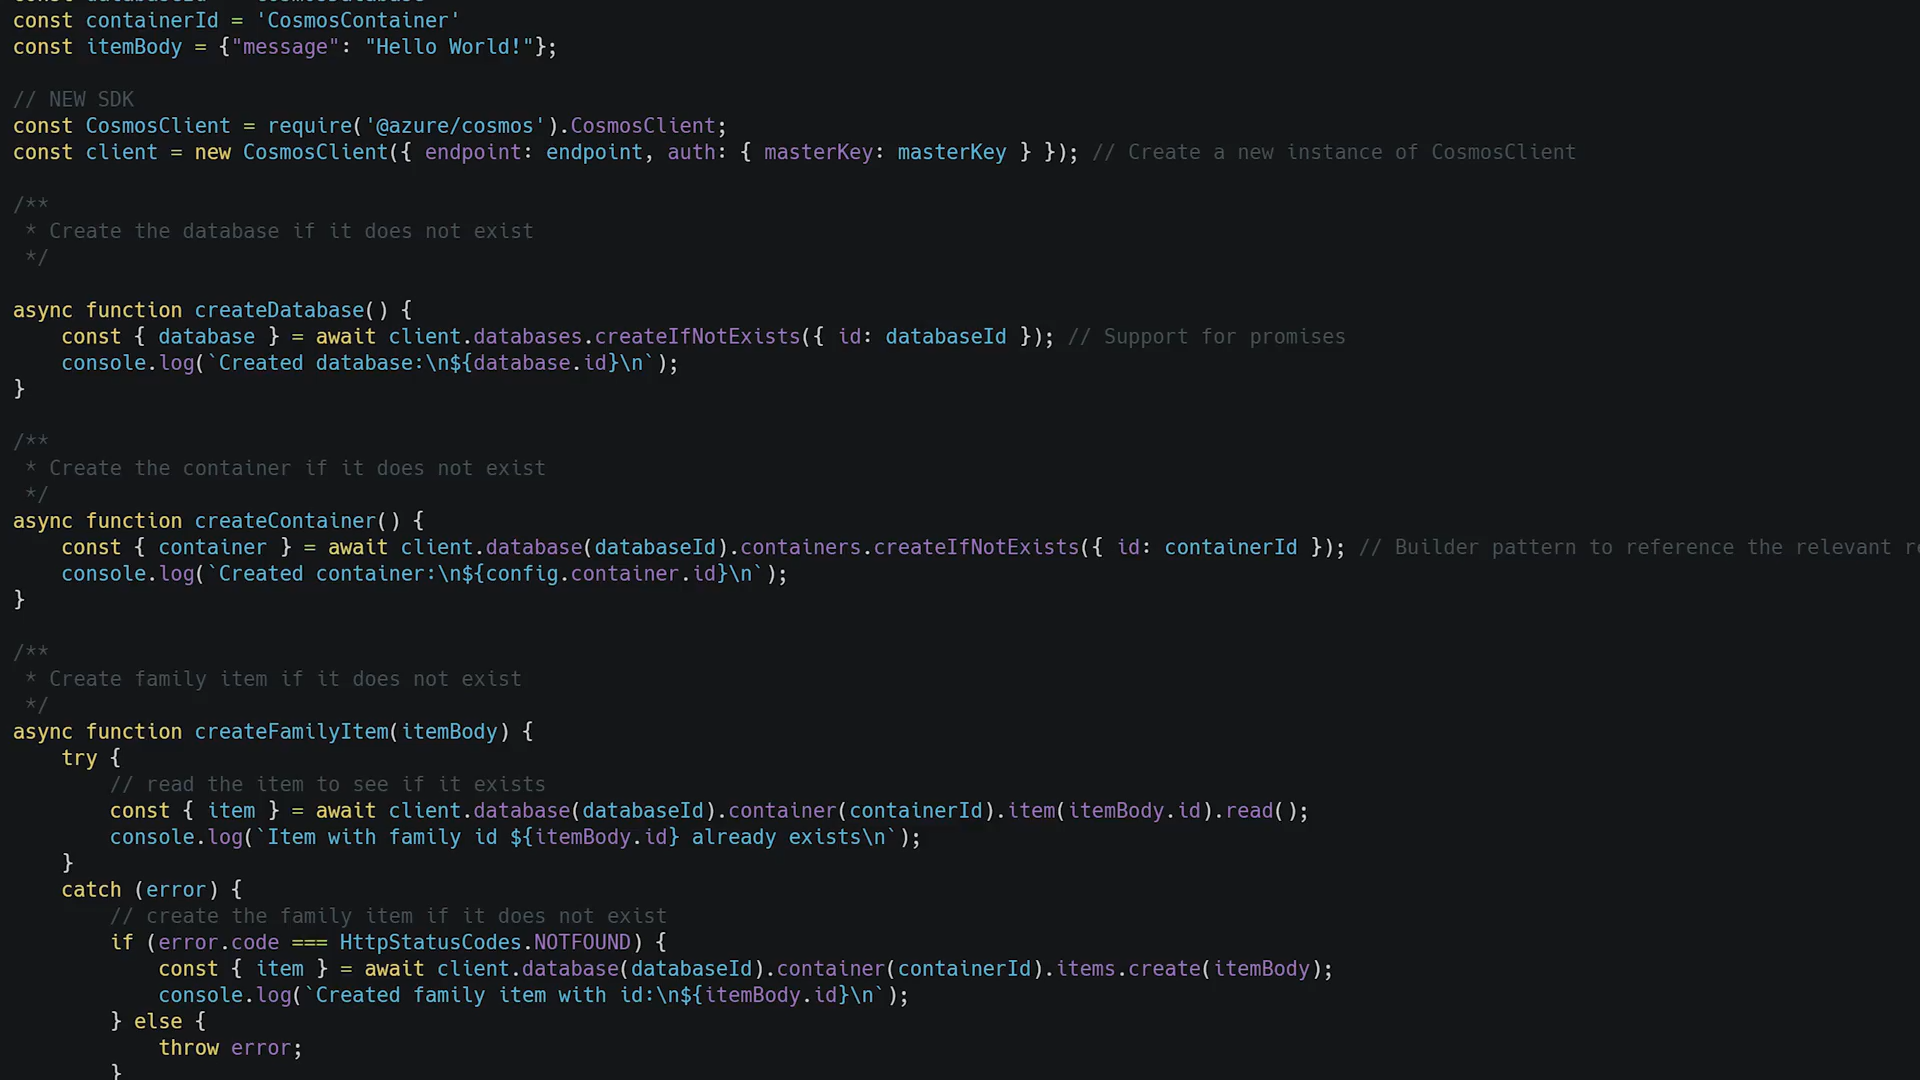 const containerId = 'CosmosContainer'
const itemBody = {"message": "Hello World!"};
// NEW SDK
const CosmosClient = require('@azure/cosmos').CosmosClient;
const client = new CosmosClient({ endpoint: endpoint, auth: { masterKey: masterKey } }); // Create a new instance of CosmosClient
/**
 * Create the database if it does not exist
 */
async function createDatabase() {
    const { database } = await client.databases.createIfNotExists({ id: databaseId }); // Support for promises
    console.log(`Created database:\n${database.id}\n`);
}
/**
 * Create the container if it does not exist
 */
async function createContainer() {
    const { container } = await client.database(databaseId).containers.createIfNotExists({ id: containerId }); // Builder pattern to reference the relevant
    console.log(`Created container:\n${config.container.id}\n`);
}
/**
 * Create family item if it does not exist
 */
async function createFamilyItem(itemBody) {
    try {
        // read the item to see if it exists
        const { item } = await client.database(databaseId).container(containerId).item(itemBody.id).read();
        console.log(`Item with family id ${itemBody.id} already exists\n`);
    }
    catch (error) {
        // create the family item if it does not exist
        if (error.code === HttpStatusCodes.NOTFOUND) {
            const { item } = await client.database(databaseId).container(containerId).items.create(itemBody);
            console.log(`Created family item with id:\n${itemBody.id}\n`);
        } else {
            throw error;
        }